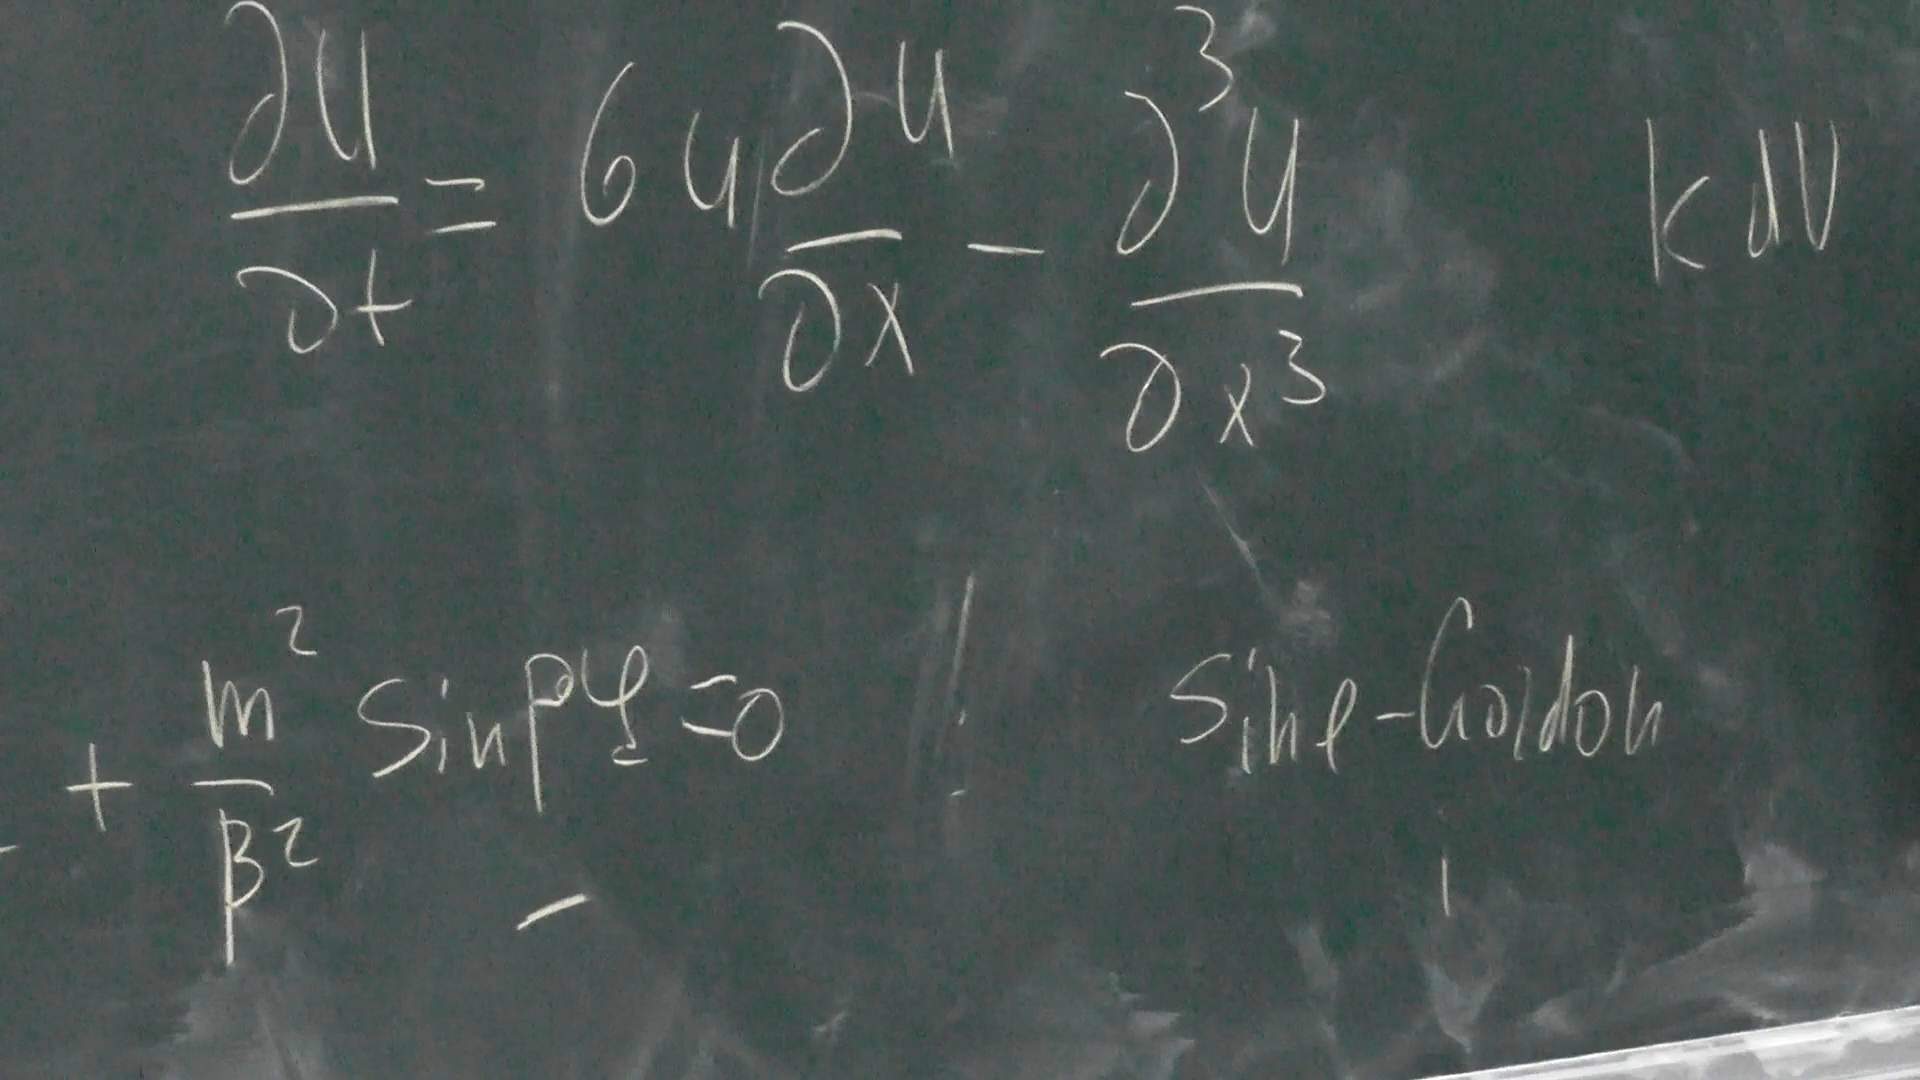 ∂u/∂t = 6u ∂u/∂x - ∂³u/∂x³ KdV
+ m²/β² sin βφ = 0 Sine-Gordon